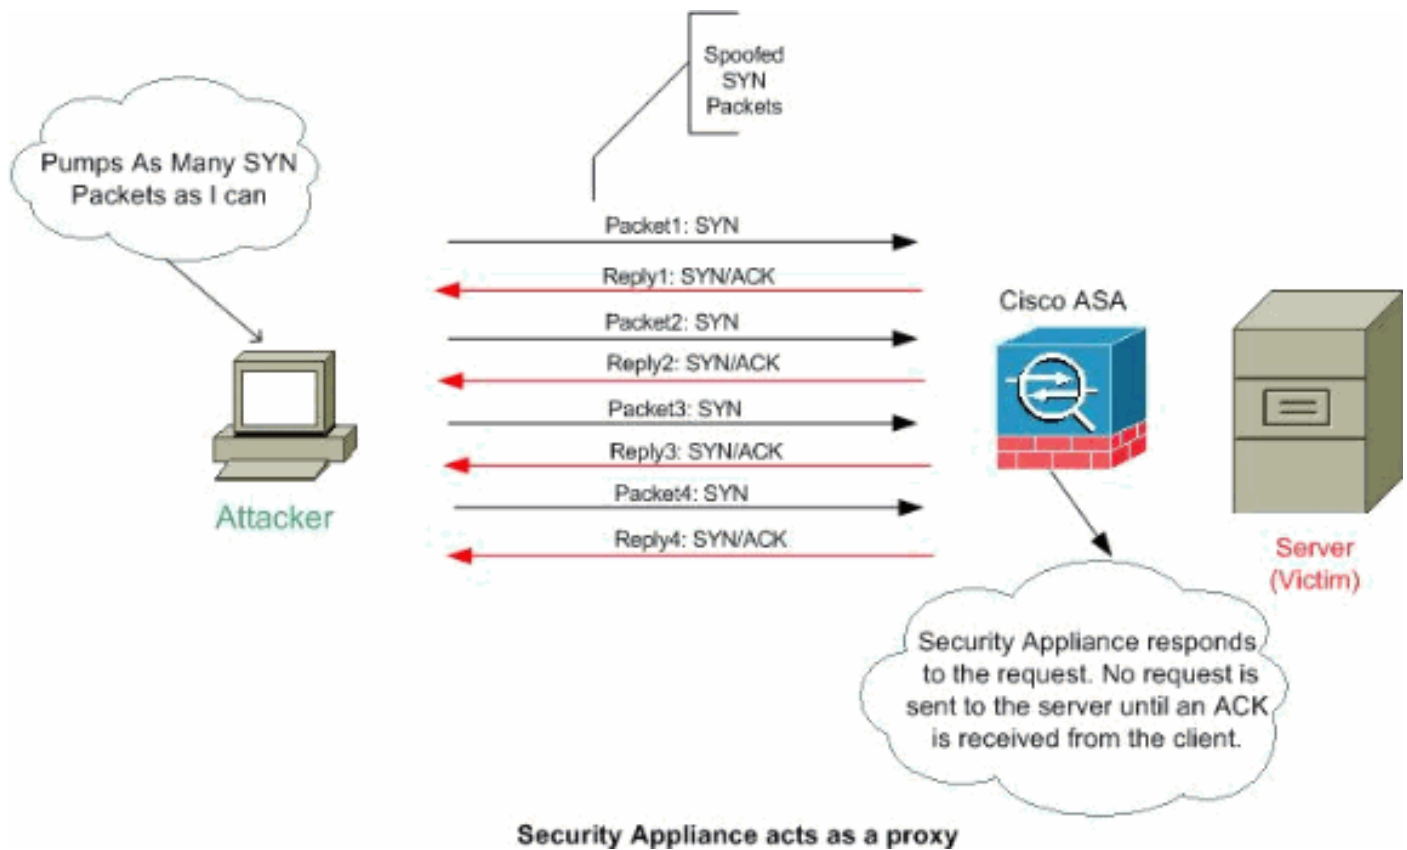 Spoofed
SYN
Packets
Pumps As Many SYN
Packets as I can
Packet1: SYN
Reply1: SYN/ACK
Packet2: SYN
Reply2: SYN/ACK
Packet3: SYN
Reply3: SYN/ACK
Packet4: SYN
Reply4: SYN/ACK
Attacker
Cisco ASA
Server
(Victim)
Security Appliance responds
to the request. No request is
sent to the server until an ACK
is received from the client.
Security Appliance acts as a proxy